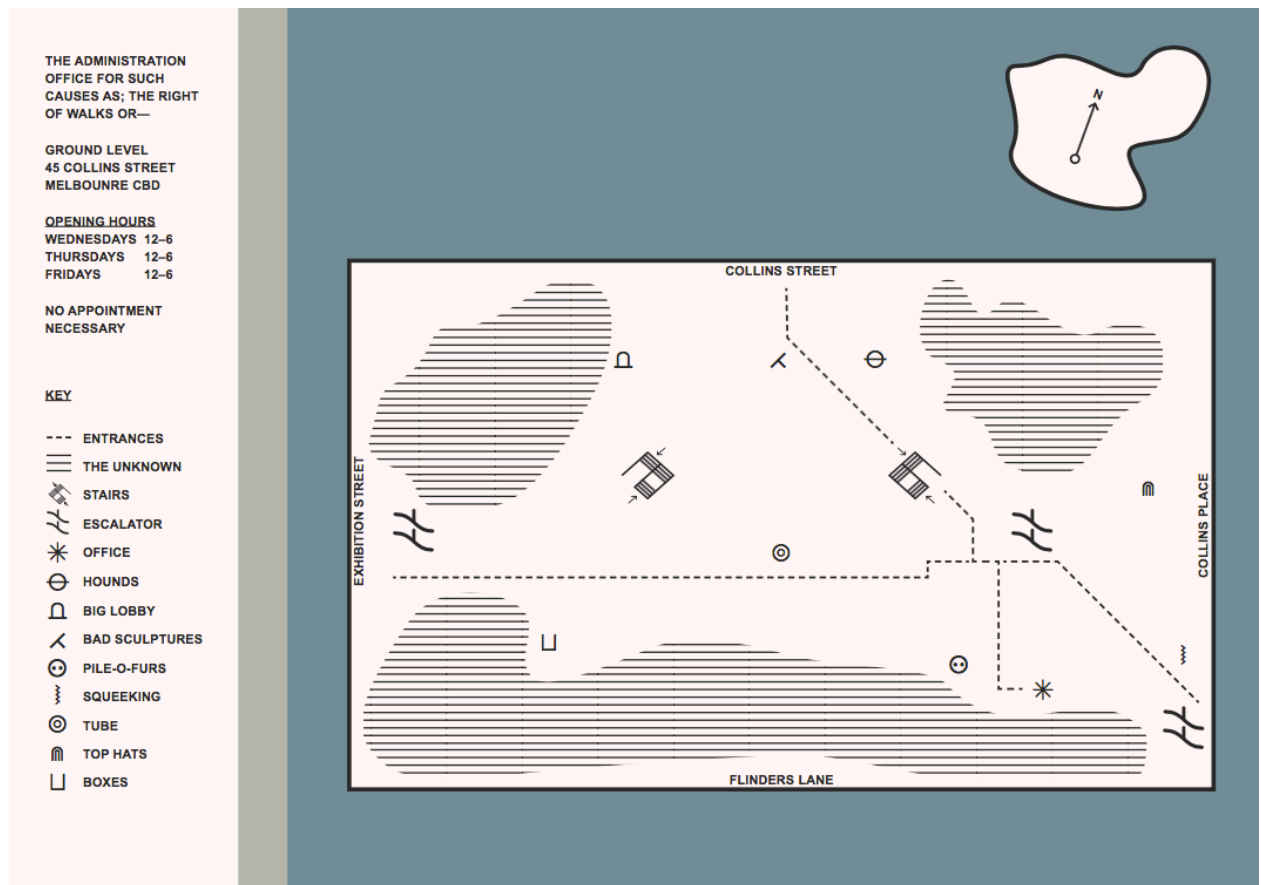 THE ADMINISTRATION
OFFICE FOR SUCH
CAUSES AS; THE RIGHT
OF WALKS OR—
GROUND LEVEL
45 COLLINS STREET
MELBOUNRE CBD
OPENING HOURS
WEDNESDAYS 12–6
THURSDAYS 12–6
FRIDAYS 12–6
NO APPOINTMENT
NECESSARY
KEY
ENTRANCES
THE UNKNOWN
STAIRS
ESCALATOR
OFFICE
HOUNDS
BIG LOBBY
BAD SCULPTURES
PILE-O-FURS
SQUEEKING
TUBE
TOP HATS
BOXES
N
COLLINS STREET
EXHIBITION STREET
COLLINS PLACE
FLINDERS LANE